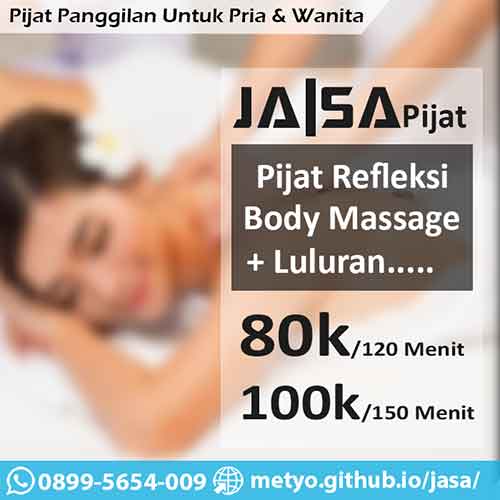 Pijat Panggilan Untuk Pria & Wanita
JA|SA Pijat
Pijat Refleksi
Body Massage
+ Luluran.....
80k/120 Menit
100k/150 Menit
0899-5654-009 metyo.github.io/jasa/